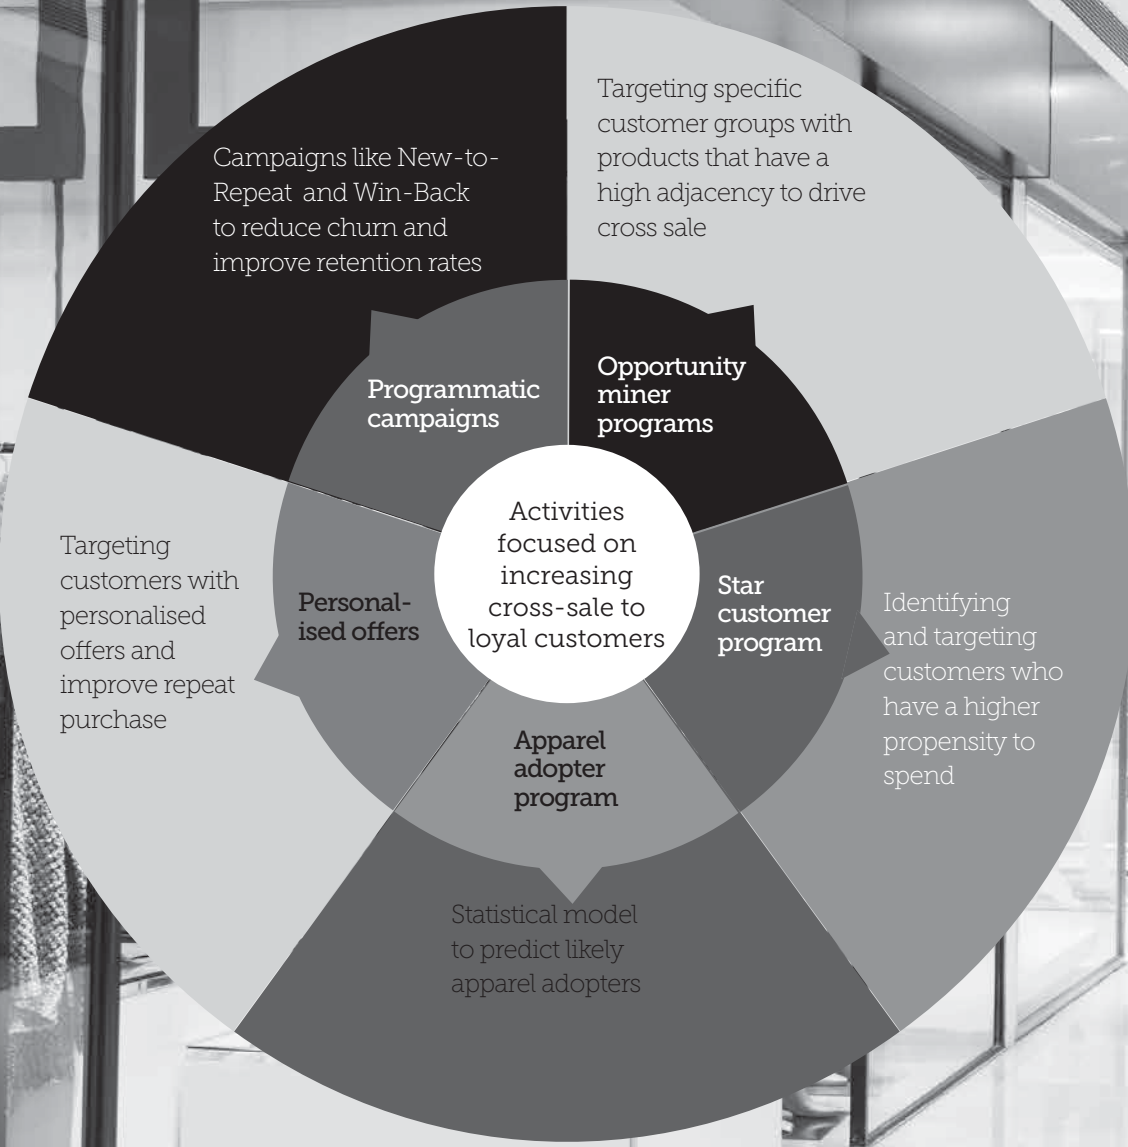 Campaigns like New-to-
Repeat and Win-Back
to reduce churn and
improve retention rates
Targeting specific
customer groups with
products that have a
high adjacency to drive
cross sale
Programmatic
campaigns
Opportunity
miner
programs
Activities
focused on
increasing
cross-sale to
loyal customers
Targeting
customers with
personalised
offers and
improve repeat
purchase
Personal-
ised offers
Star
customer
program
Identifying
and targeting
customers who
have a higher
propensity to
spend
Apparel
adopter
program
Statistical model
to predict likely
apparel adopters